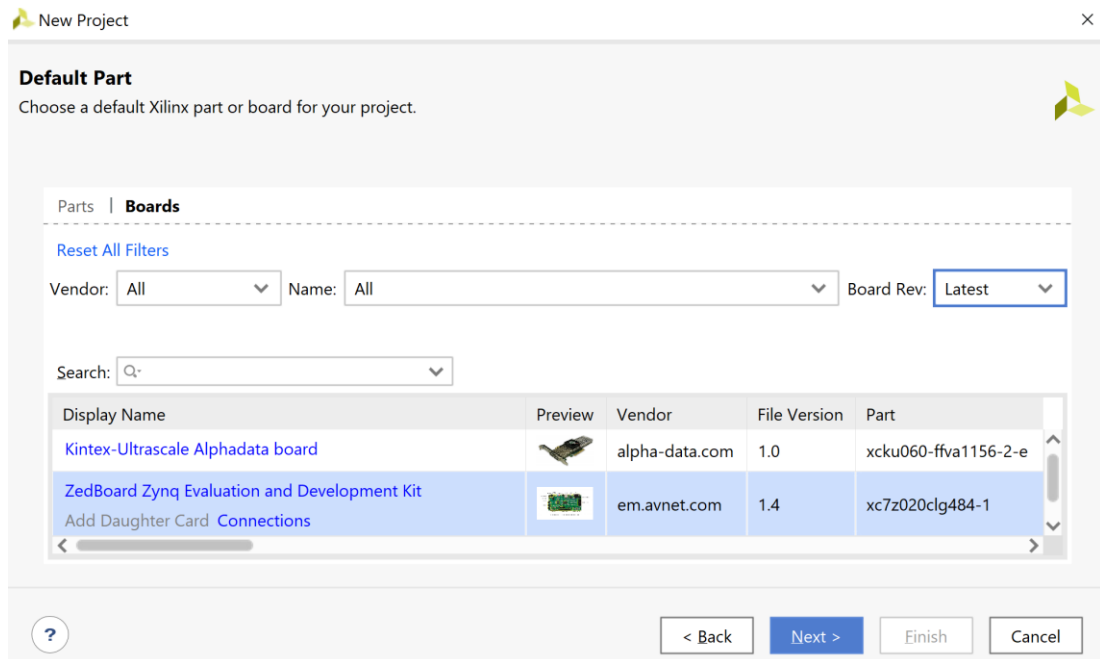 New Project
Default Part
Choose a default Xilinx part or board for your project.
Parts | Boards
Reset All Filters
Vendor: All Name: All Board Rev: Latest
Search:
Display Name Preview Vendor File Version Part
Kintex-Ultrascale Alphadata board alpha-data.com 1.0 xcku060-ffva1156-2-e
ZedBoard Zynq Evaluation and Development Kit em.avnet.com 1.4 xc7z020clg484-1
Add Daughter Card Connections
? < Back Next > Finish Cancel